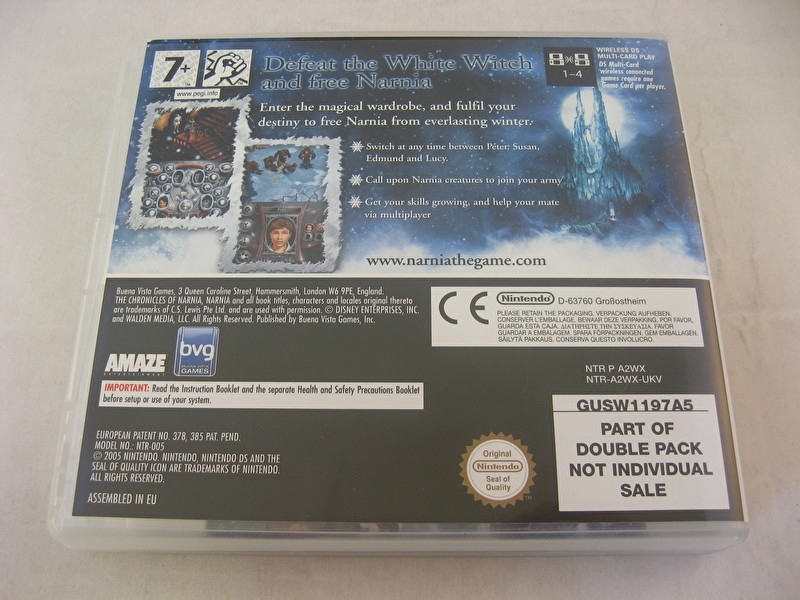 7+
www.pegi.info
Defeat the White Witch
and free Narnia
Enter the magical wardrobe, and fulfil your
destiny to free Narnia from everlasting winter.
Switch at any time between Peter, Susan,
Edmund and Lucy.
Call upon Narnia creatures to join your army
Get your skills growing, and help your mate
via multiplayer
www.narniathegame.com
1-4
WIRELESS DS
MULTI-CARD PLAY
DS Multi-Card
wireless connected
games require one
Game Card per player.
Buena Vista Games, 3 Queen Caroline Street, Hammersmith, London W6 9PE, England.
THE CHRONICLES OF NARNIA, NARNIA and all book titles, characters and locales original thereto
are trademarks of C.S. Lewis Pte Ltd. and are used with permission. © DISNEY ENTERPRISES, INC.
and WALDEN MEDIA, LLC. All Rights Reserved. Published by Buena Vista Games, Inc.
AMAZE
ENTERTAINMENT
bvg
BUENA VISTA
GAMES
IMPORTANT: Read the Instruction Booklet and the separate Health and Safety Precautions Booklet
before setup or use of your system.
EUROPEAN PATENT NO. 378, 385 PAT. PEND.
MODEL NO.: NTR-005
© 2005 NINTENDO. NINTENDO, NINTENDO DS AND THE
SEAL OF QUALITY ICON ARE TRADEMARKS OF NINTENDO.
ALL RIGHTS RESERVED.
ASSEMBLED IN EU
CE
Nintendo D-63760 Großostheim
PLEASE RETAIN THE PACKAGING. VERPACKUNG AUFHEBEN.
CONSERVER L'EMBALLAGE. BEWAAR DEZE VERPAKKING. POR FAVOR,
GUARDA ESTA CAJA. ΔΙΑΤΗΡΗΣΤΕ ΤΗ ΣΥΣΚΕΥΑΣΙΑ. FAVOR
GUARDAR A EMBALAGEM. SPARA FÖRPACKNINGEN. GEM EMBALLAGEN.
SÄILYTÄ PAKKAUS. CONSERVA QUESTO INVOLUCRO.
NTR P A2WX
NTR-A2WX-UKV
GUSW1197A5
PART OF
DOUBLE PACK
NOT INDIVIDUAL
SALE
Original
Nintendo
Seal of
Quality
TM